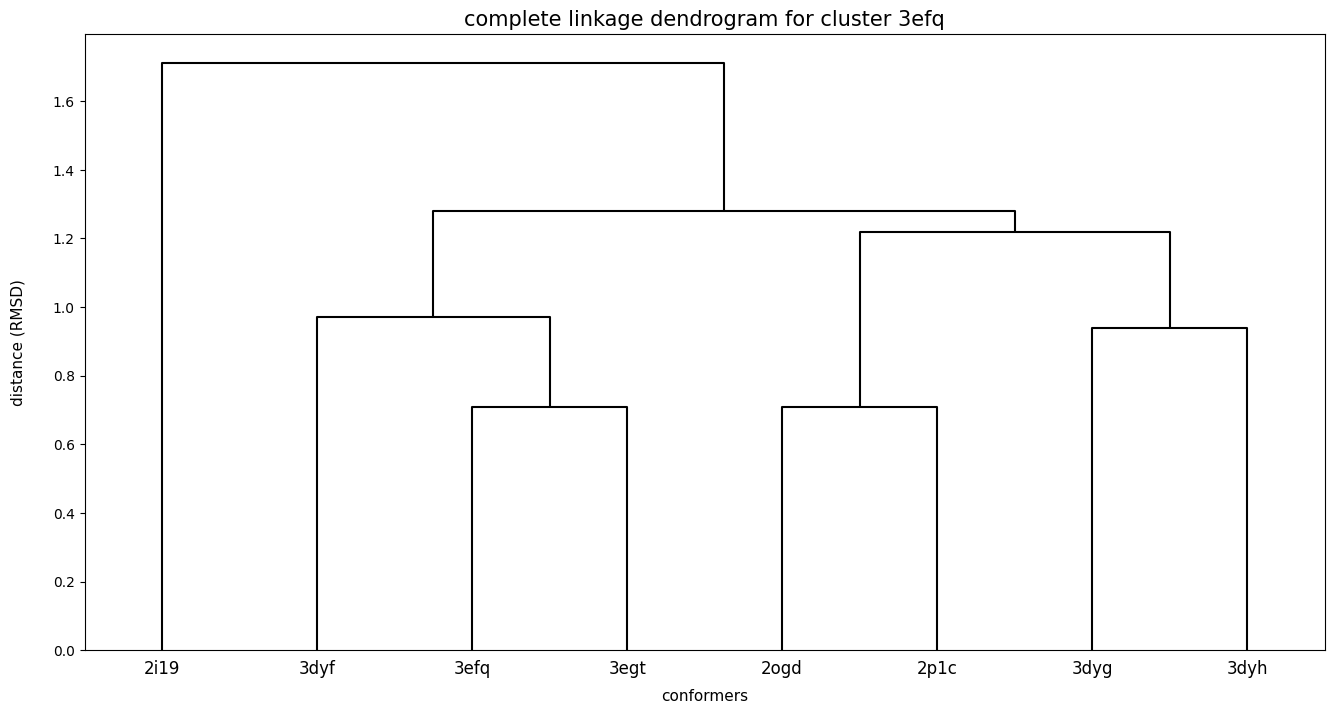 complete linkage dendrogram for cluster 3efq
1.6
1.4
1.2
1.0
0.8
0.6
0.4
0.2
0.0
distance (RMSD)
2i19 3dyf 3efq 3egt 2ogd 2p1c 3dyg 3dyh
conformers